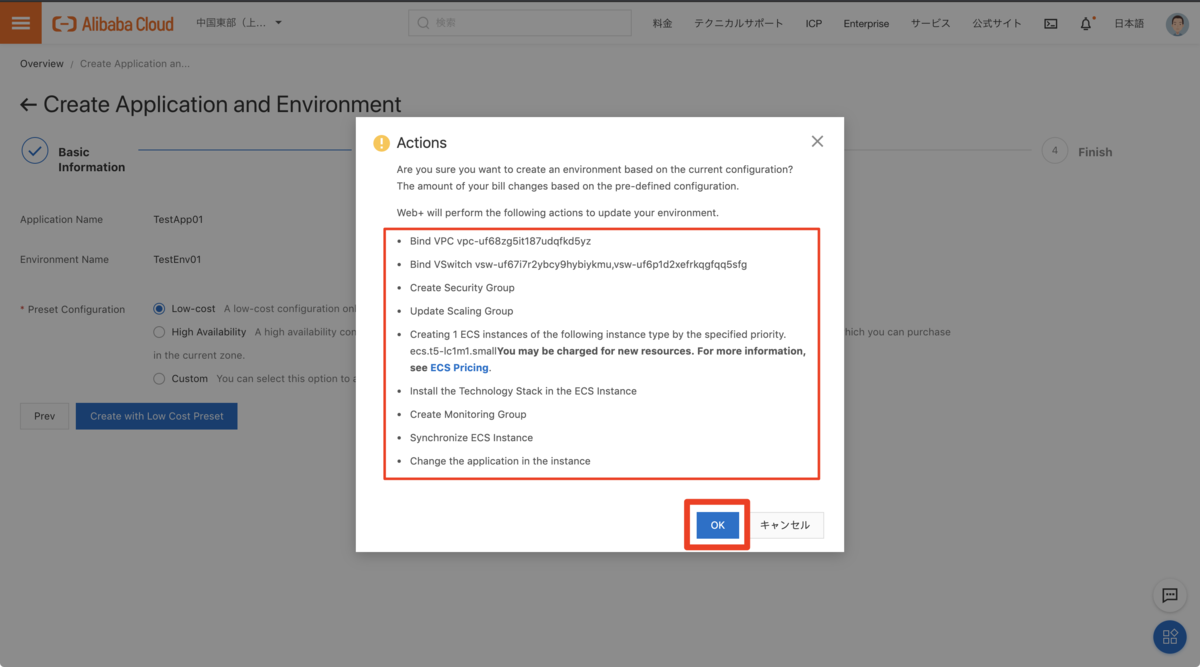 Alibaba Cloud
中国東部（上...
検索
料金
テクニカルサポート
ICP
Enterprise
サービス
公式サイト
日本語
Overview / Create Application an...
← Create Application and Environment
Basic
Information
4
Finish
Application Name
TestApp01
Environment Name
TestEnv01
* Preset Configuration
Low-cost A low-cost configuration
High Availability A high availability
which you can purchase
in the current zone.
Custom You can select this option to
Prev
Create with Low Cost Preset
Actions
Are you sure you want to create an environment based on the current configuration?
The amount of your bill changes based on the pre-defined configuration.
Web+ will perform the following actions to update your environment.
• Bind VPC vpc-uf68zg5it187udqfkd5yz
• Bind VSwitch vsw-uf67i7r2ybcy9hybiykmu,vsw-uf6p1d2xefrkqgfqq5sfg
• Create Security Group
• Update Scaling Group
• Creating 1 ECS instances of the following instance type by the specified priority.
ecs.t5-lc1m1.smallYou may be charged for new resources. For more information,
see ECS Pricing.
• Install the Technology Stack in the ECS Instance
• Create Monitoring Group
• Synchronize ECS Instance
• Change the application in the instance
OK
キャンセル